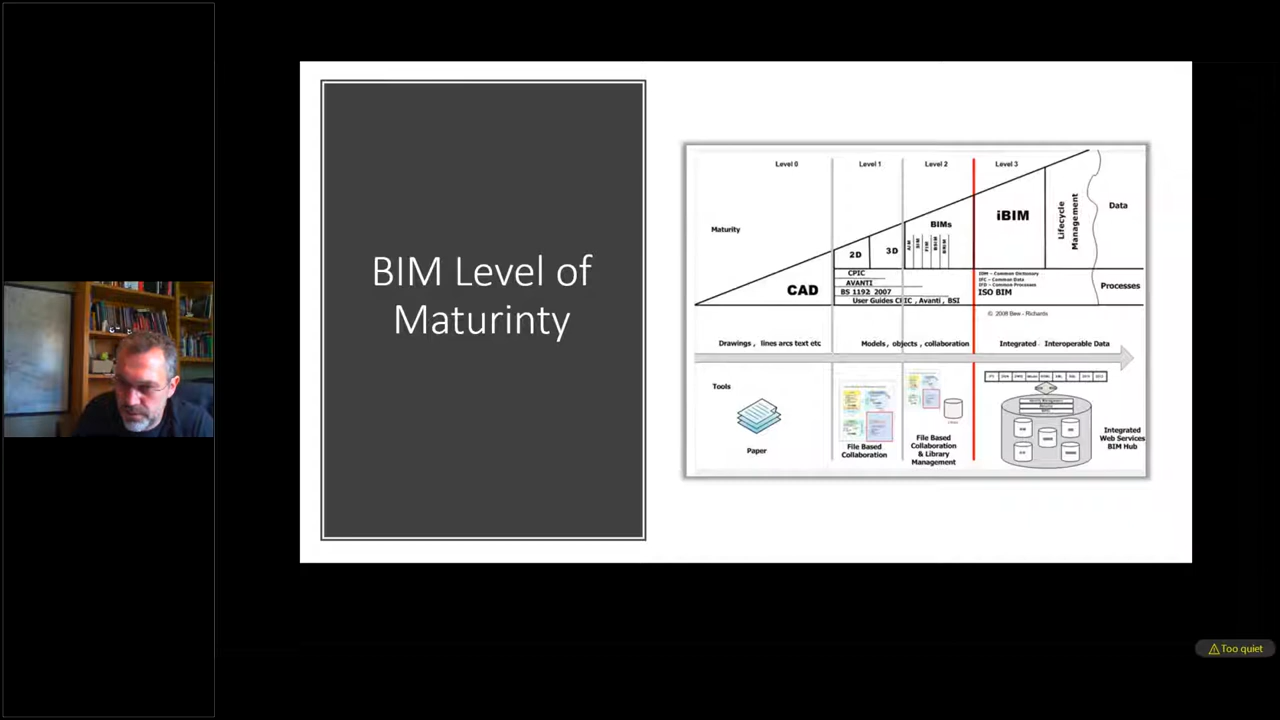 BIM Level of
Maturinty
Level 0
Level 1
Level 2
Level 3
Maturity
CAD
2D
3D
BIMs
iBIM
Lifecycle
Management
Data
CPIC
AVANTI
BS 1192 2007
User Guides CPIC , Avanti , BSI
IDM – Common Dictionary
IFC – Common Data
IFD – Common Processes
ISO BIM
Processes
© 2008 Bew - Richards
Drawings , lines arcs text etc
Models , objects , collaboration
Integrated Interoperable Data
Tools
Paper
File Based
Collaboration
File Based
Collaboration
& Library
Management
Integrated
Web Services
BIM Hub
Too quiet